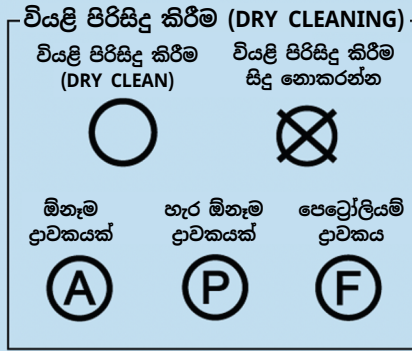 වියළි පිරිසිදු කිරීම (DRY CLEANING)
වියළි පිරිසිදු කිරීම
(DRY CLEAN)
වියළි පිරිසිදු කිරීම
සිදු නොකරන්න
ඕනෑම
ද්‍රාවකයක්
හැර ඕනෑම
ද්‍රාවකයක්
පෙට්‍රෝලියම්
ද්‍රාවකය
A
P
F